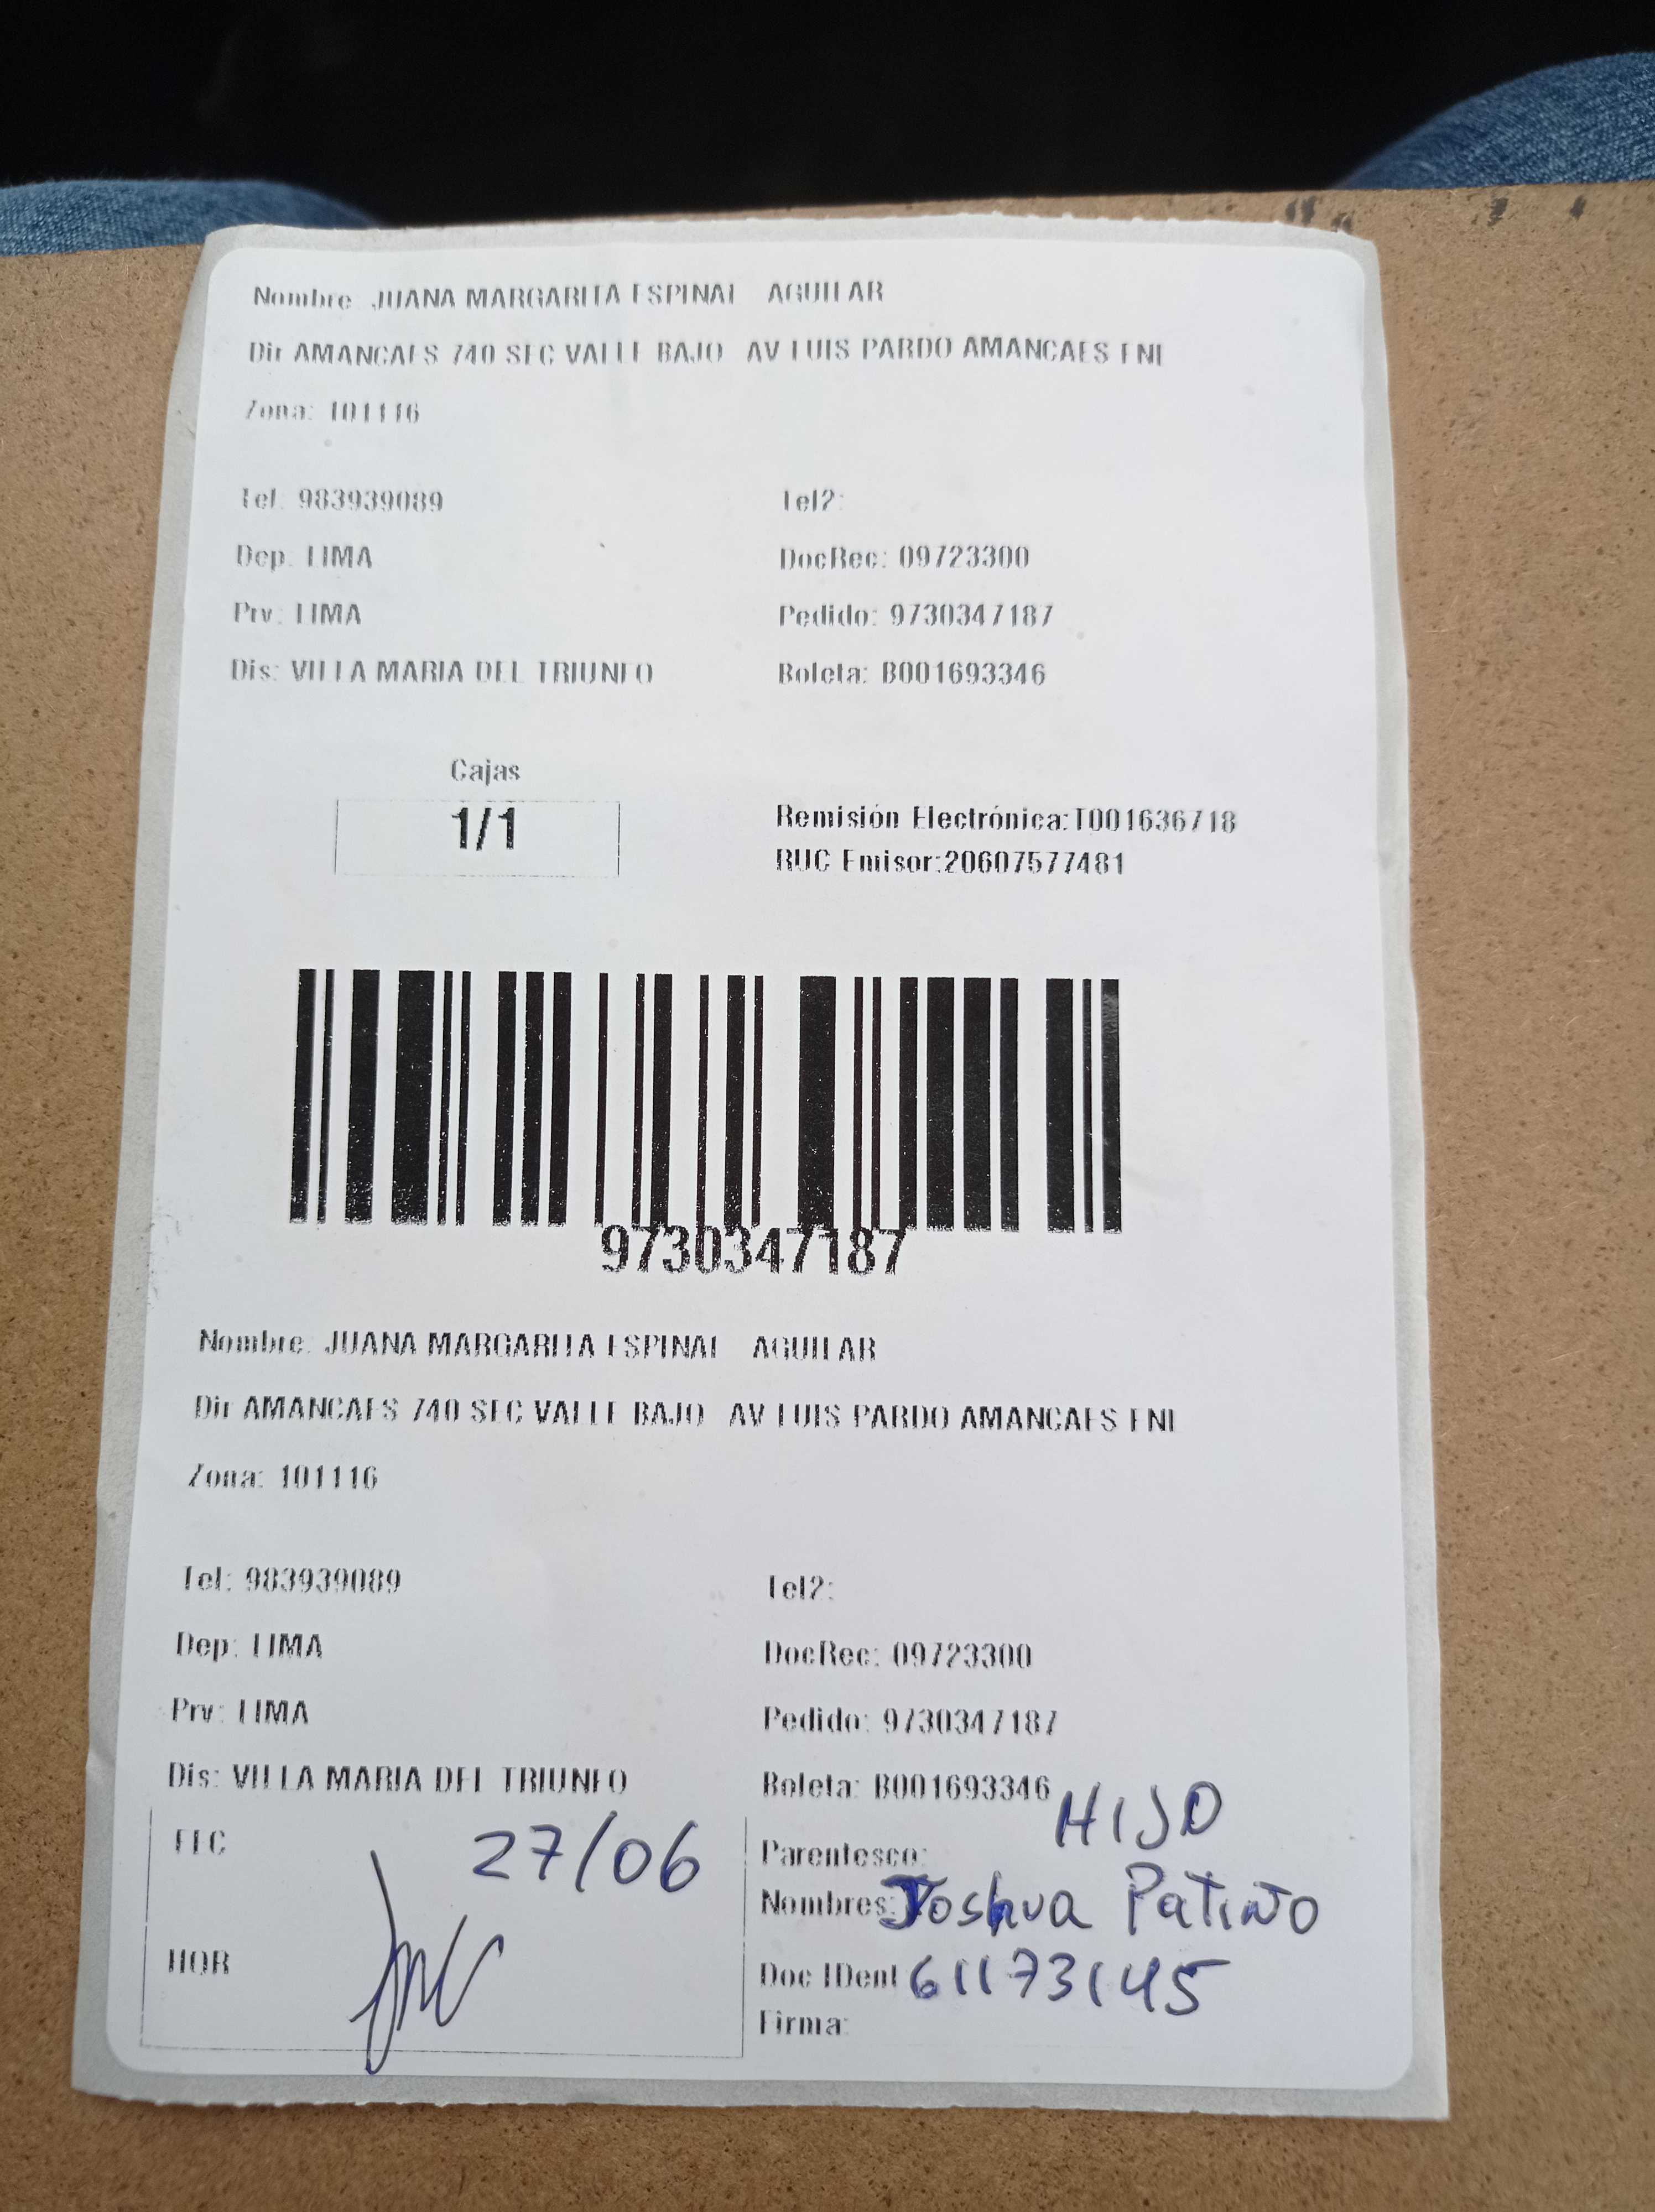 Nombre: JUANA MARGARITA ESPINAL AGUILAR
Dir AMANCAES 740 SEC VALLE BAJO AV LUIS PARDO AMANCAES ENI
Zona: 101116
Tel: 983939089 Tel2:
Dep: LIMA DocRec: 09723300
Prv: LIMA Pedido: 9730347187
Dis: VILLA MARIA DEL TRIUNFO Boleta: B001693346
Cajas
1/1
Remisión Electrónica:T001636718
RUC Emisor:20607577481
9730347187
Nombre: JUANA MARGARITA ESPINAL AGUILAR
Dir AMANCAES 740 SEC VALLE BAJO AV LUIS PARDO AMANCAES ENI
Zona: 101116
Tel: 983939089 Tel2:
Dep: LIMA DocRec: 09723300
Prv: LIMA Pedido: 9730347187
Dis: VILLA MARIA DEL TRIUNFO Boleta: B001693346
FEC 27/06
Parentesco: HIJO
Nombres: Joshua Patiño
HOR
Doc IDent 61173145
Firma: